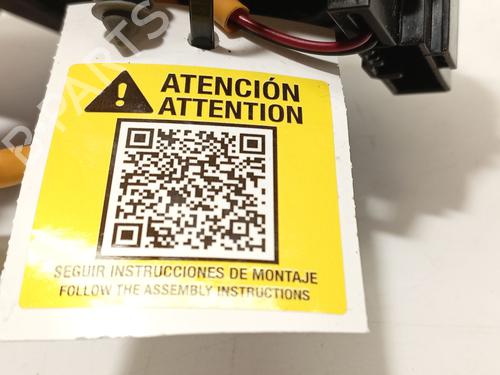 ATENCIÓN
ATTENTION
SEGUIR INSTRUCCIONES DE MONTAJE
FOLLOW THE ASSEMBLY INSTRUCTIONS